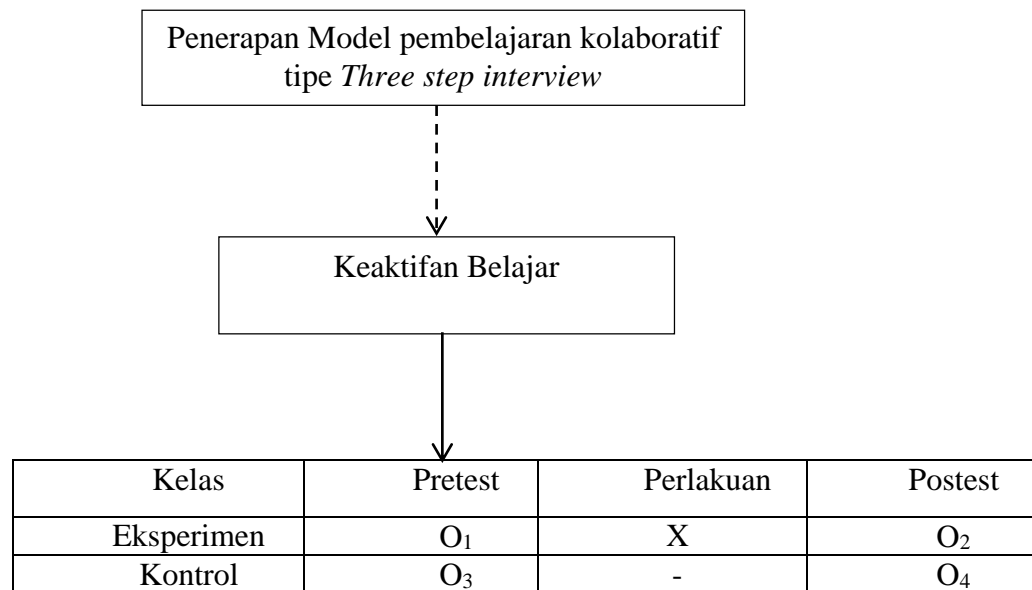 Penerapan Model pembelajaran kolaboratif
tipe Three step interview
Keaktifan Belajar
Kelas Pretest Perlakuan Postest
Eksperimen O₁ X O₂
Kontrol O₃ - O₄